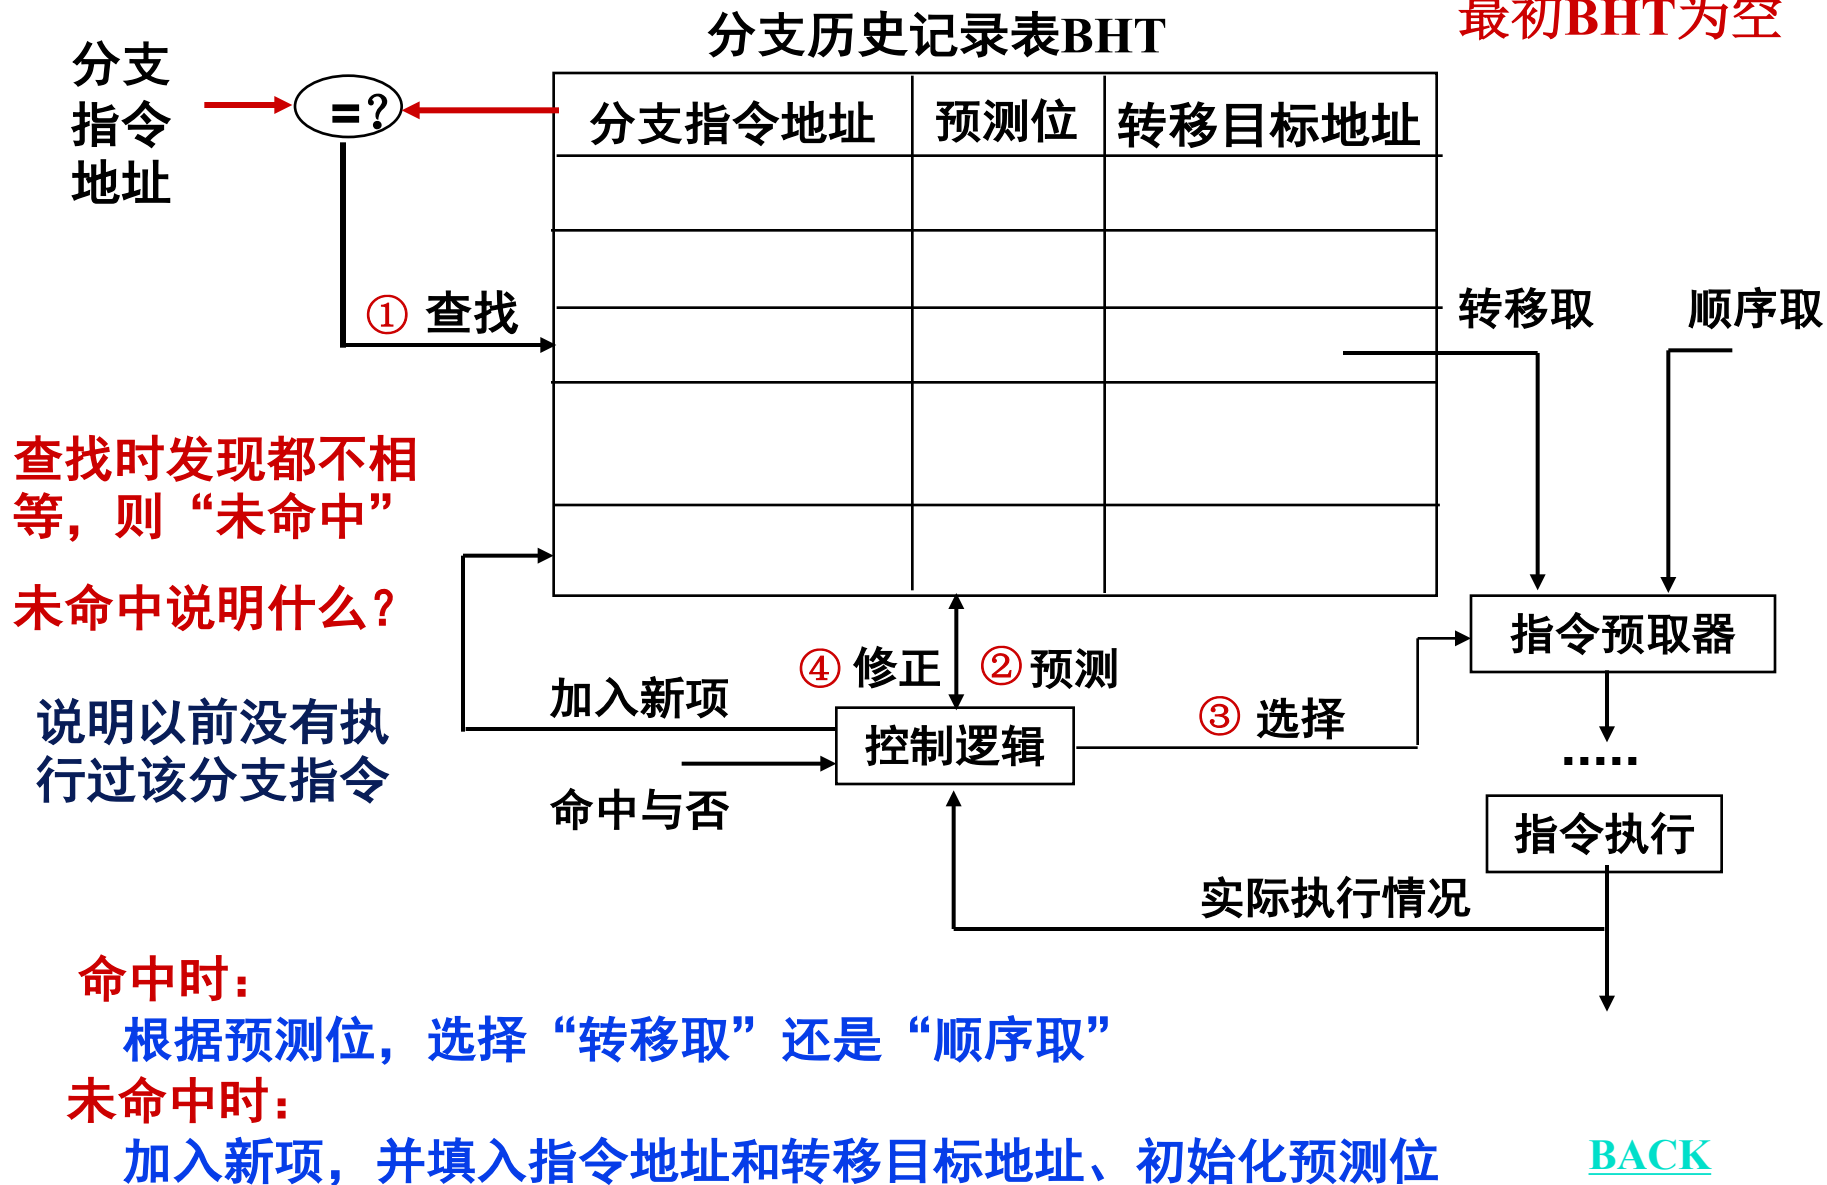 最初BHT为空
分支历史记录表BHT
分支
指令
地址
=?
分支指令地址 预测位 转移目标地址
① 查找
转移取 顺序取
查找时发现都不相
等，则“未命中”
未命中说明什么？
说明以前没有执
行过该分支指令
④ 修正 ② 预测
加入新项
控制逻辑
③ 选择
命中与否
指令预取器
.....
指令执行
实际执行情况
命中时：
根据预测位，选择“转移取”还是“顺序取”
未命中时：
加入新项，并填入指令地址和转移目标地址、初始化预测位
BACK